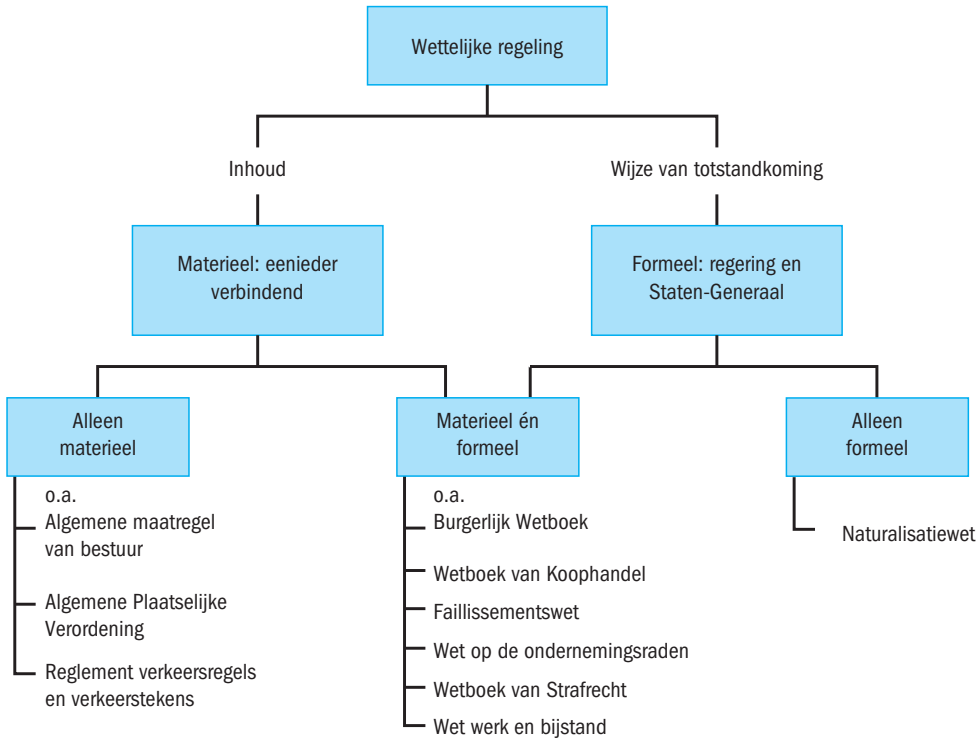 Wettelijke regeling
Inhoud
Wijze van totstandkoming
Materieel: eenieder
verbindend
Formeel: regering en
Staten-Generaal
Alleen
materieel
Materieel én
formeel
Alleen
formeel
o.a.
Algemene maatregel
van bestuur
Algemene Plaatselijke
Verordening
Reglement verkeersregels
en verkeerstekens
o.a.
Burgerlijk Wetboek
Wetboek van Koophandel
Faillissementswet
Wet op de ondernemingsraden
Wetboek van Strafrecht
Wet werk en bijstand
Naturalisatiewet